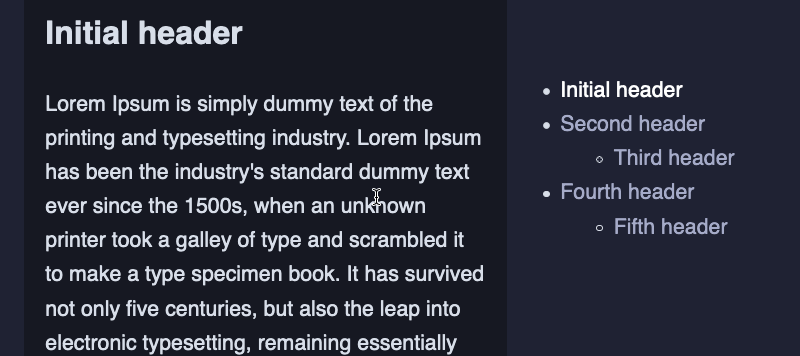 Initial header
Lorem Ipsum is simply dummy text of the
printing and typesetting industry. Lorem Ipsum
has been the industry's standard dummy text
ever since the 1500s, when an unknown
printer took a galley of type and scrambled it
to make a type specimen book. It has survived
not only five centuries, but also the leap into
electronic typesetting, remaining essentially
Initial header
Second header
Third header
Fourth header
Fifth header